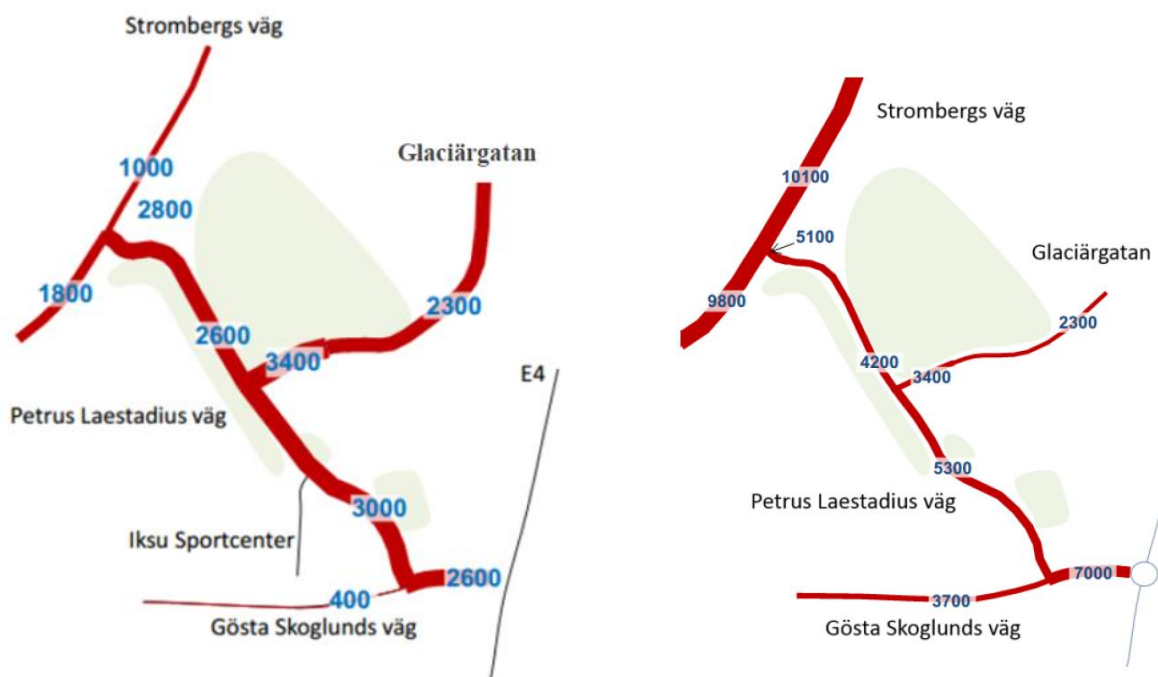 Strombergs väg
1000
2800
Glaciärgatan
1800
2600
3400
2300
E4
Petrus Laestadius väg
3000
Iksu Sportcenter
400
2600
Gösta Skoglunds väg
Strombergs väg
10100
5100
Glaciärgatan
9800
2300
4200
3400
5300
Petrus Laestadius väg
7000
3700
Gösta Skoglunds väg